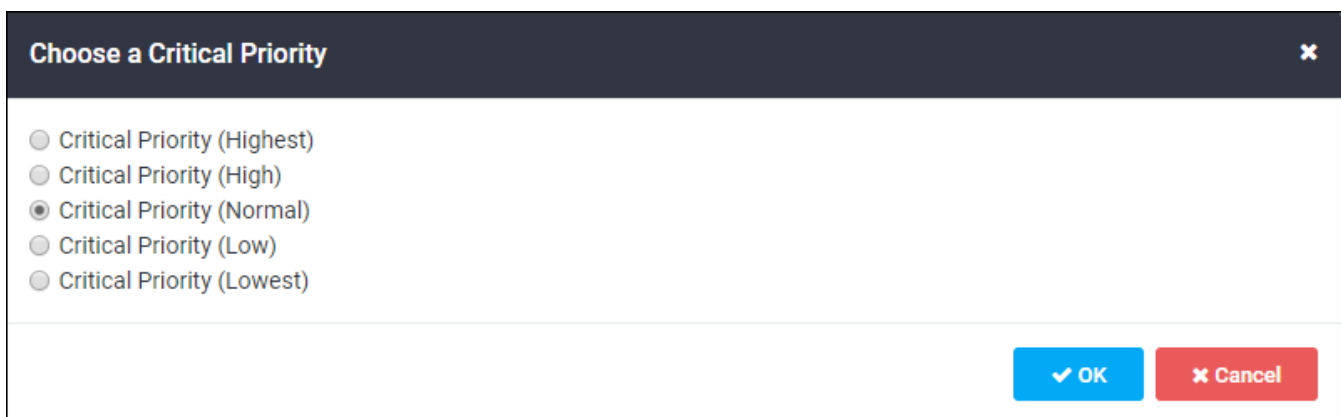 Choose a Critical Priority
Critical Priority (Highest)
Critical Priority (High)
Critical Priority (Normal)
Critical Priority (Low)
Critical Priority (Lowest)
OK Cancel